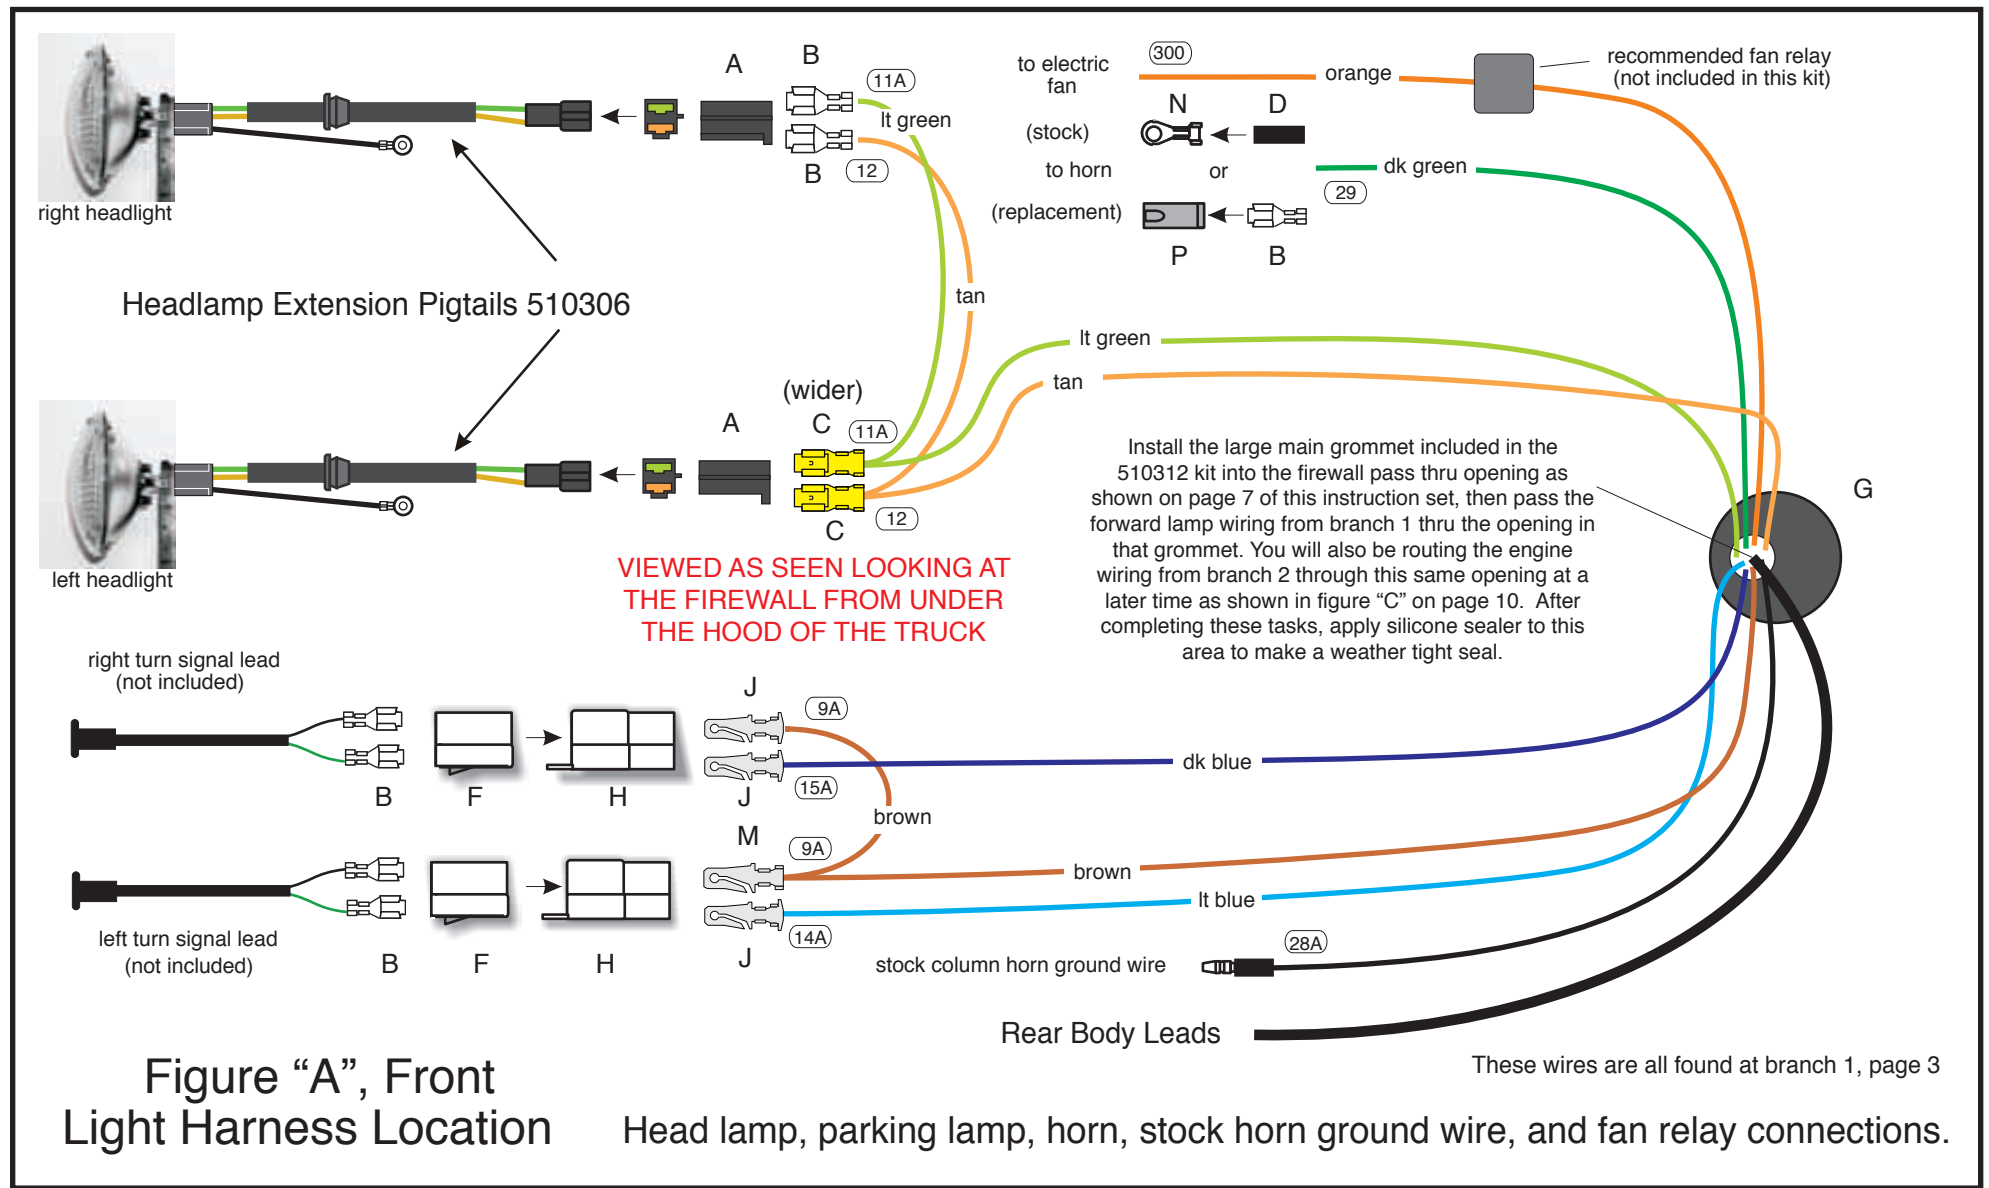 A
B
11A
lt green
B
12
right headlight
to electric
fan
300
orange
recommended fan relay
(not included in this kit)
(stock)
N
D
to horn
or
dk green
29
(replacement)
P
B
Headlamp Extension Pigtails 510306
tan
lt green
tan
(wider)
A
C
11A
C
12
left headlight
VIEWED AS SEEN LOOKING AT
THE FIREWALL FROM UNDER
THE HOOD OF THE TRUCK
Install the large main grommet included in the
510312 kit into the firewall pass thru opening as
shown on page 7 of this instruction set, then pass the
forward lamp wiring from branch 1 thru the opening in
that grommet. You will also be routing the engine
wiring from branch 2 through this same opening at a
later time as shown in figure “C” on page 10. After
completing these tasks, apply silicone sealer to this
area to make a weather tight seal.
G
right turn signal lead
(not included)
B
F
H
J
9A
J
15A
dk blue
brown
M
9A
brown
lt blue
14A
J
left turn signal lead
(not included)
B
F
H
stock column horn ground wire
28A
Rear Body Leads
These wires are all found at branch 1, page 3
Figure “A”, Front
Light Harness Location
Head lamp, parking lamp, horn, stock horn ground wire, and fan relay connections.